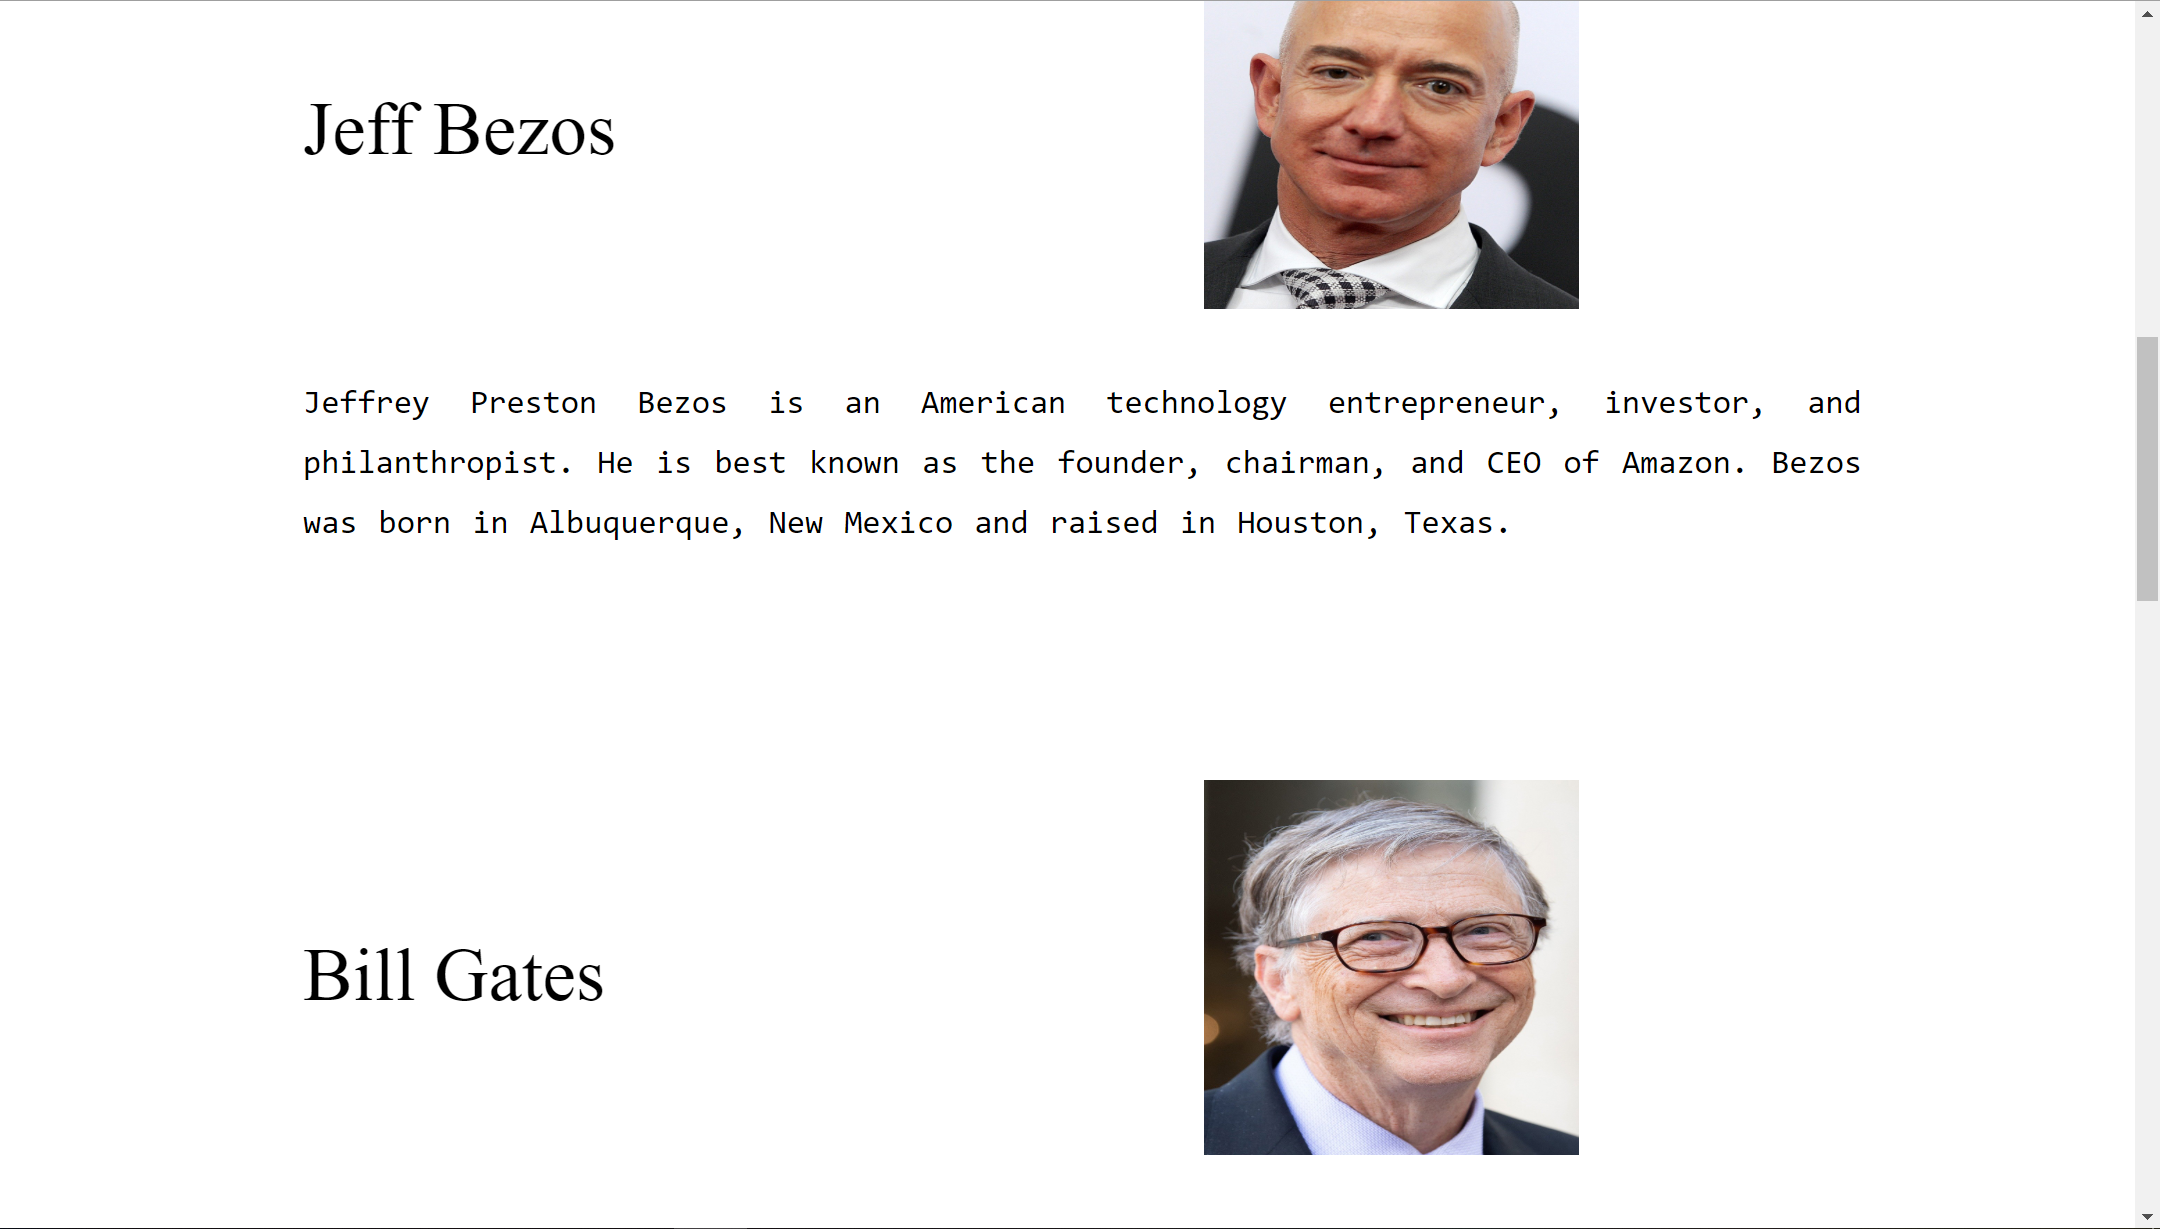 Jeff Bezos
Jeffrey Preston Bezos is an American technology entrepreneur, investor, and
philanthropist. He is best known as the founder, chairman, and CEO of Amazon. Bezos
was born in Albuquerque, New Mexico and raised in Houston, Texas.
Bill Gates